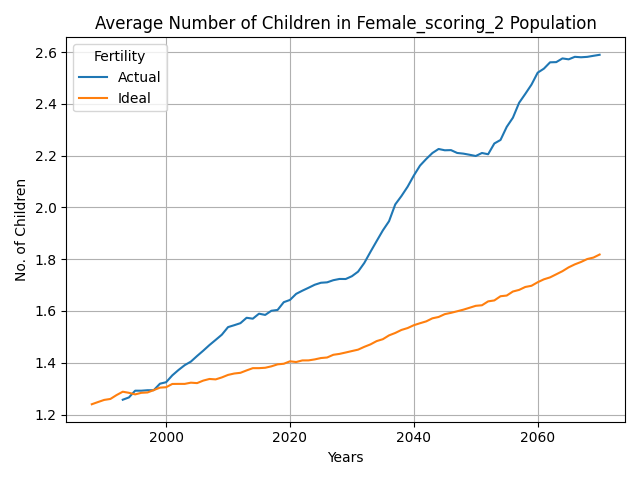 Average Number of Children in Female_scoring_2 Population
Fertility
Actual
Ideal
No. of Children
2.6
2.4
2.2
2.0
1.8
1.6
1.4
1.2
2000 2020 2040 2060
Years